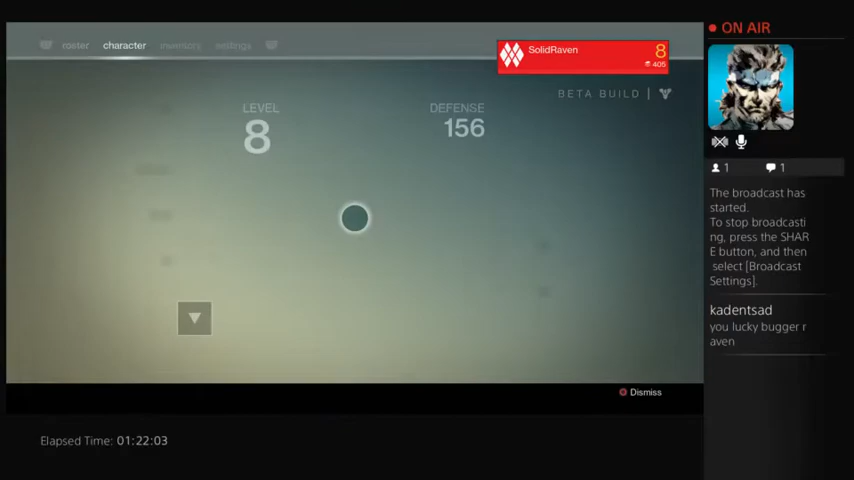 roster character inventory settings
SolidRaven 8
405
BETA BUILD
LEVEL
8
DEFENSE
156
Dismiss
Elapsed Time: 01:22:03
ON AIR
1 1
The broadcast has
started.
To stop broadcasti
ng, press the SHAR
E button, and then
select [Broadcast
Settings].
kadentsad
you lucky bugger r
aven